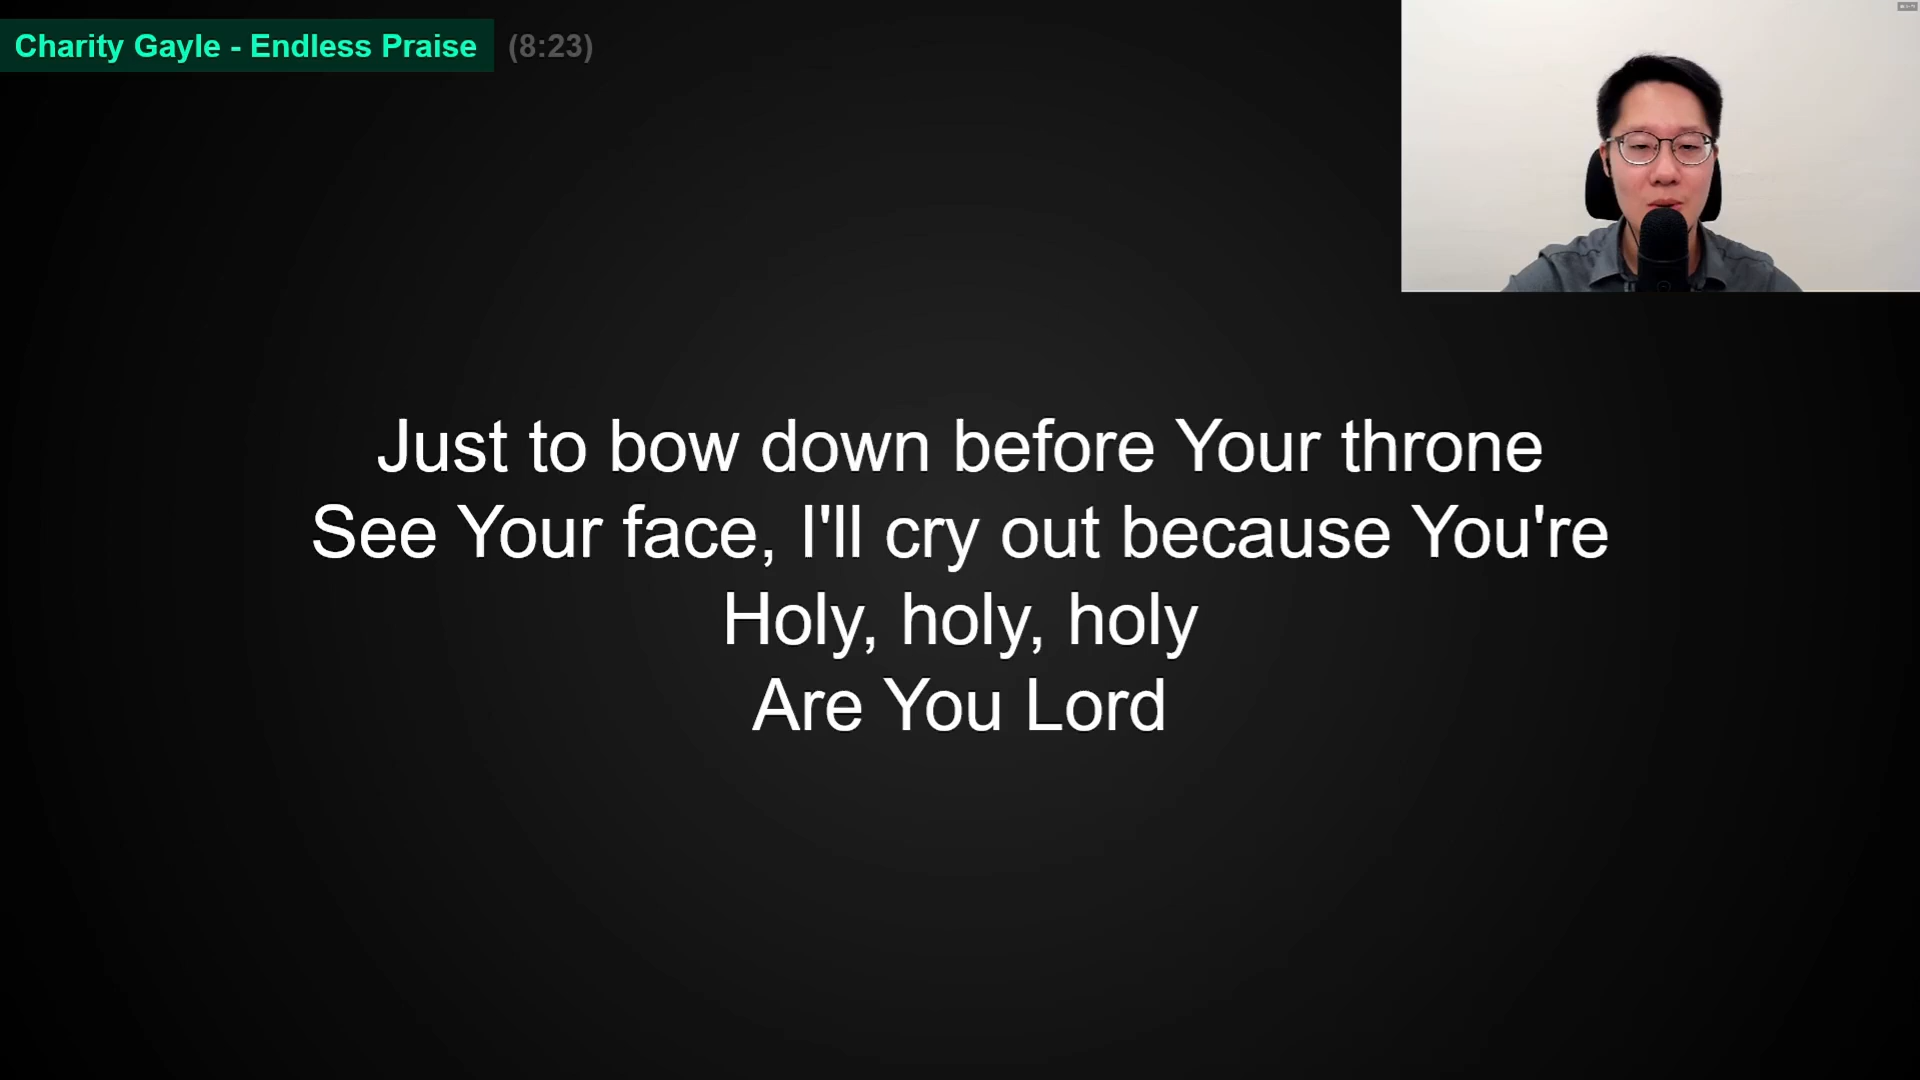 Charity Gayle - Endless Praise (8:23)
Just to bow down before Your throne
See Your face, I'll cry out because You're
Holy, holy, holy
Are You Lord